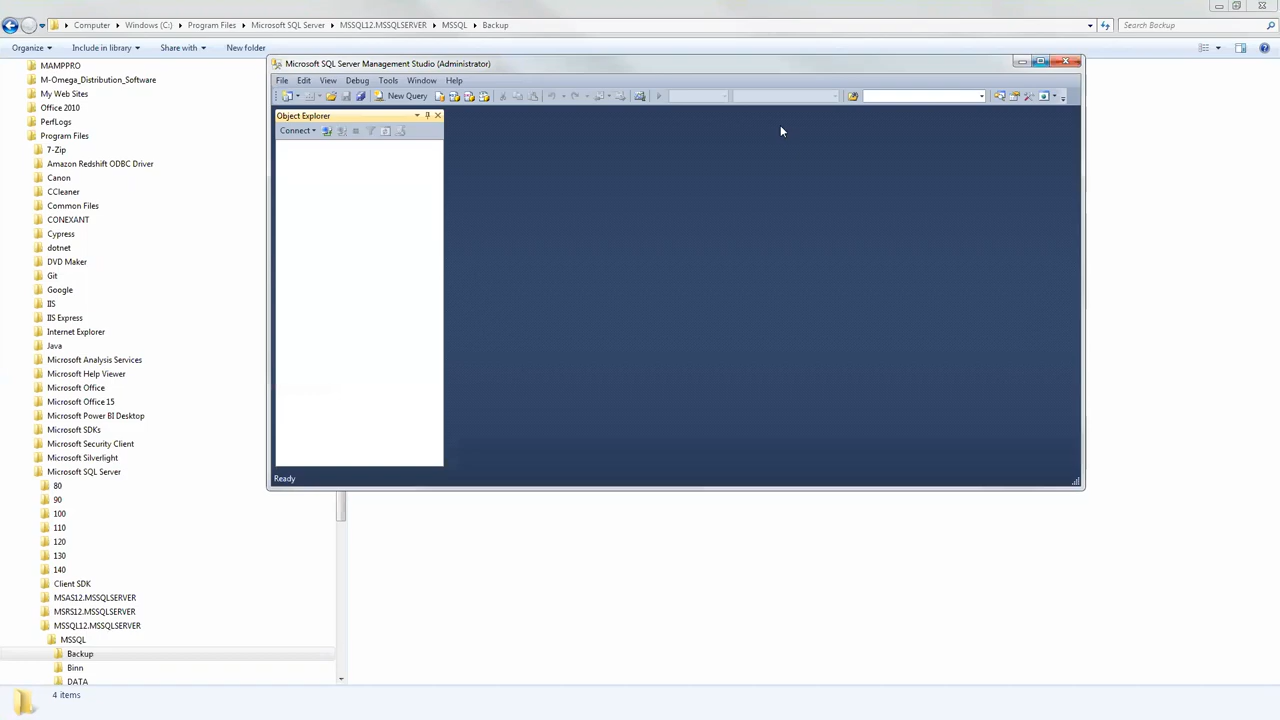 Computer ▸ Windows (C:) ▸ Program Files ▸ Microsoft SQL Server ▸ MSSQL12.MSSQLSERVER ▸ MSSQL ▸ Backup
Search Backup
Organize Include in library Share with New folder
MAMPPRO
M-Omega_Distribution_Software
My Web Sites
Office 2010
PerfLogs
Program Files
7-Zip
Amazon Redshift ODBC Driver
Canon
CCleaner
Common Files
CONEXANT
Cypress
dotnet
DVD Maker
Git
Google
IIS
IIS Express
Internet Explorer
Java
Microsoft Analysis Services
Microsoft Help Viewer
Microsoft Office
Microsoft Office 15
Microsoft Power BI Desktop
Microsoft SDKs
Microsoft Security Client
Microsoft Silverlight
Microsoft SQL Server
80
90
100
110
120
130
140
Client SDK
MSAS12.MSSQLSERVER
MSRS12.MSSQLSERVER
MSSQL12.MSSQLSERVER
MSSQL
Backup
Binn
DATA
4 items
Microsoft SQL Server Management Studio (Administrator)
File Edit View Debug Tools Window Help
New Query
Object Explorer
Connect
Ready